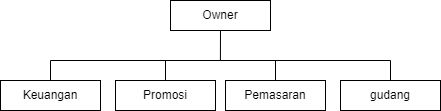 Owner
Keuangan
Promosi
Pemasaran
gudang